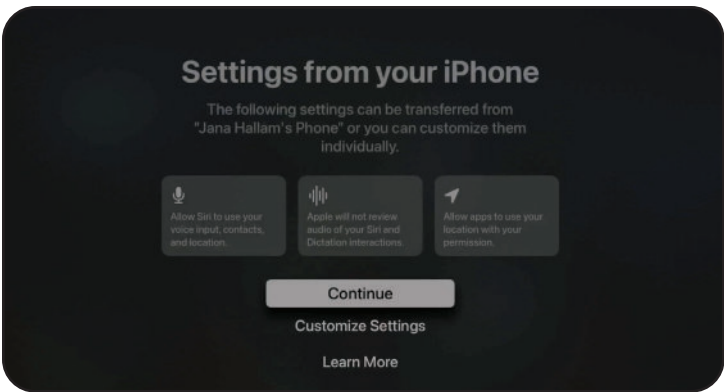 Settings from your iPhone
The following settings can be transferred from
"Jana Hallam's Phone" or you can customize them
individually.
Allow Siri to use your
voice input, contacts,
and location.
Apple will not review
audio of your Siri and
Dictation interactions.
Allow apps to use your
location with your
permission.
Continue
Customize Settings
Learn More